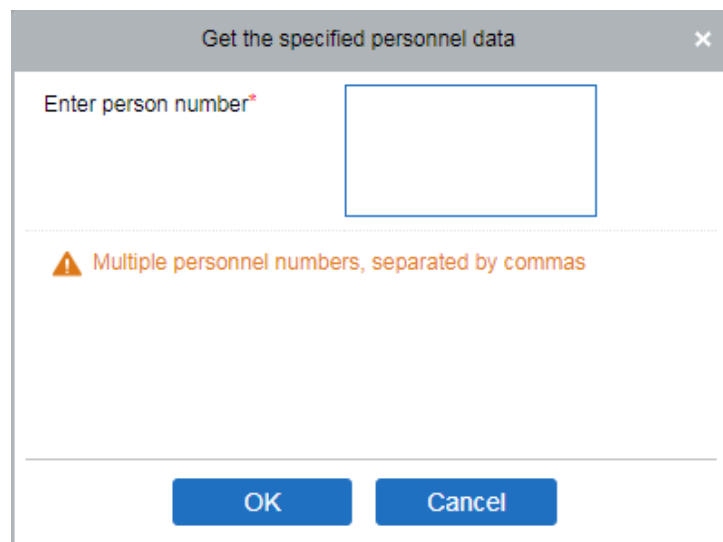 Get the specified personnel data ×
Enter person number*
Multiple personnel numbers, separated by commas
OK Cancel